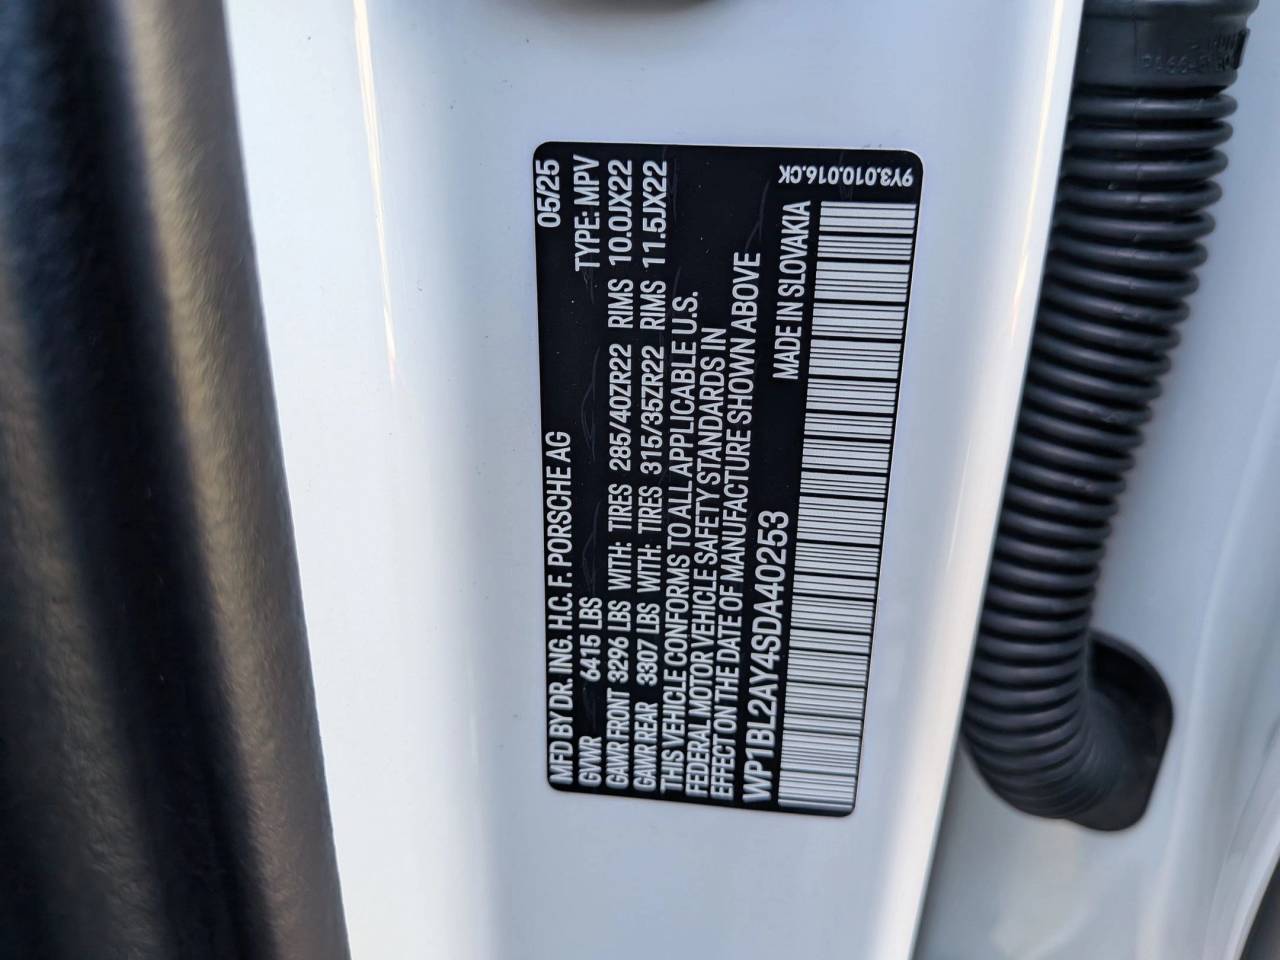 MFD BY DR. ING. H.C. F. PORSCHE AG 05/25
GVWR 6415 LBS TYPE: MPV
GAWR FRONT 3296 LBS WITH: TIRES 285/40ZR22 RIMS 10.0JX22
GAWR REAR 3307 LBS WITH: TIRES 315/35ZR22 RIMS 11.5JX22
THIS VEHICLE CONFORMS TO ALL APPLICABLE U.S.
FEDERAL MOTOR VEHICLE SAFETY STANDARDS IN
EFFECT ON THE DATE OF MANUFACTURE SHOWN ABOVE
WP1BL2AY4SDA40253 MADE IN SLOVAKIA
9Y3.010.016.CK